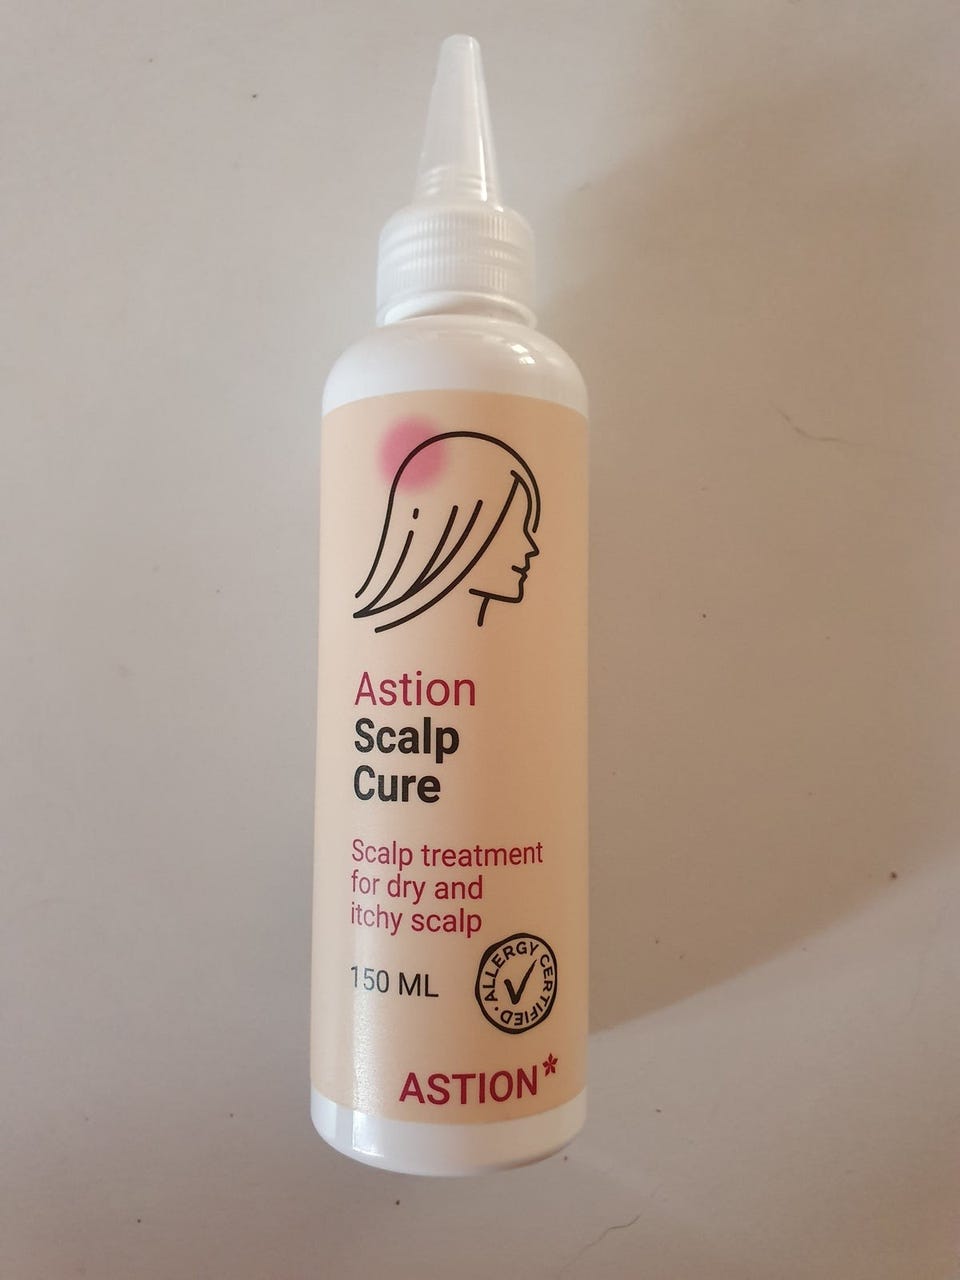 Astion
Scalp
Cure
Scalp treatment
for dry and
itchy scalp
150 ML
ALLERGY CERTIFIED
ASTION*